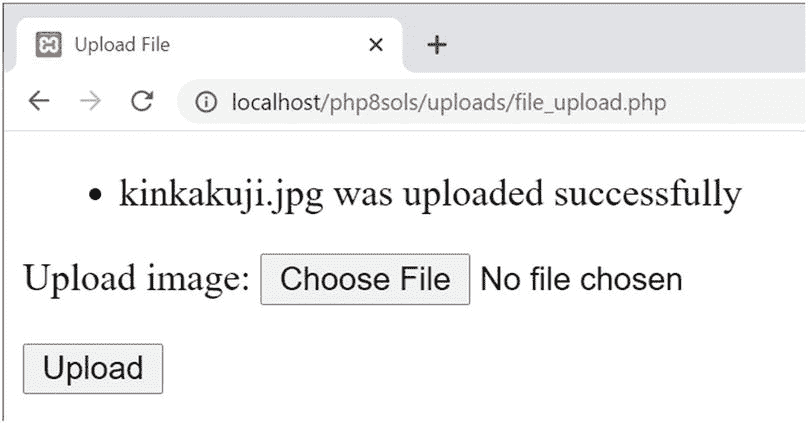 Upload File
localhost/php8sols/uploads/file_upload.php
• kinkakuji.jpg was uploaded successfully
Upload image: Choose File No file chosen
Upload